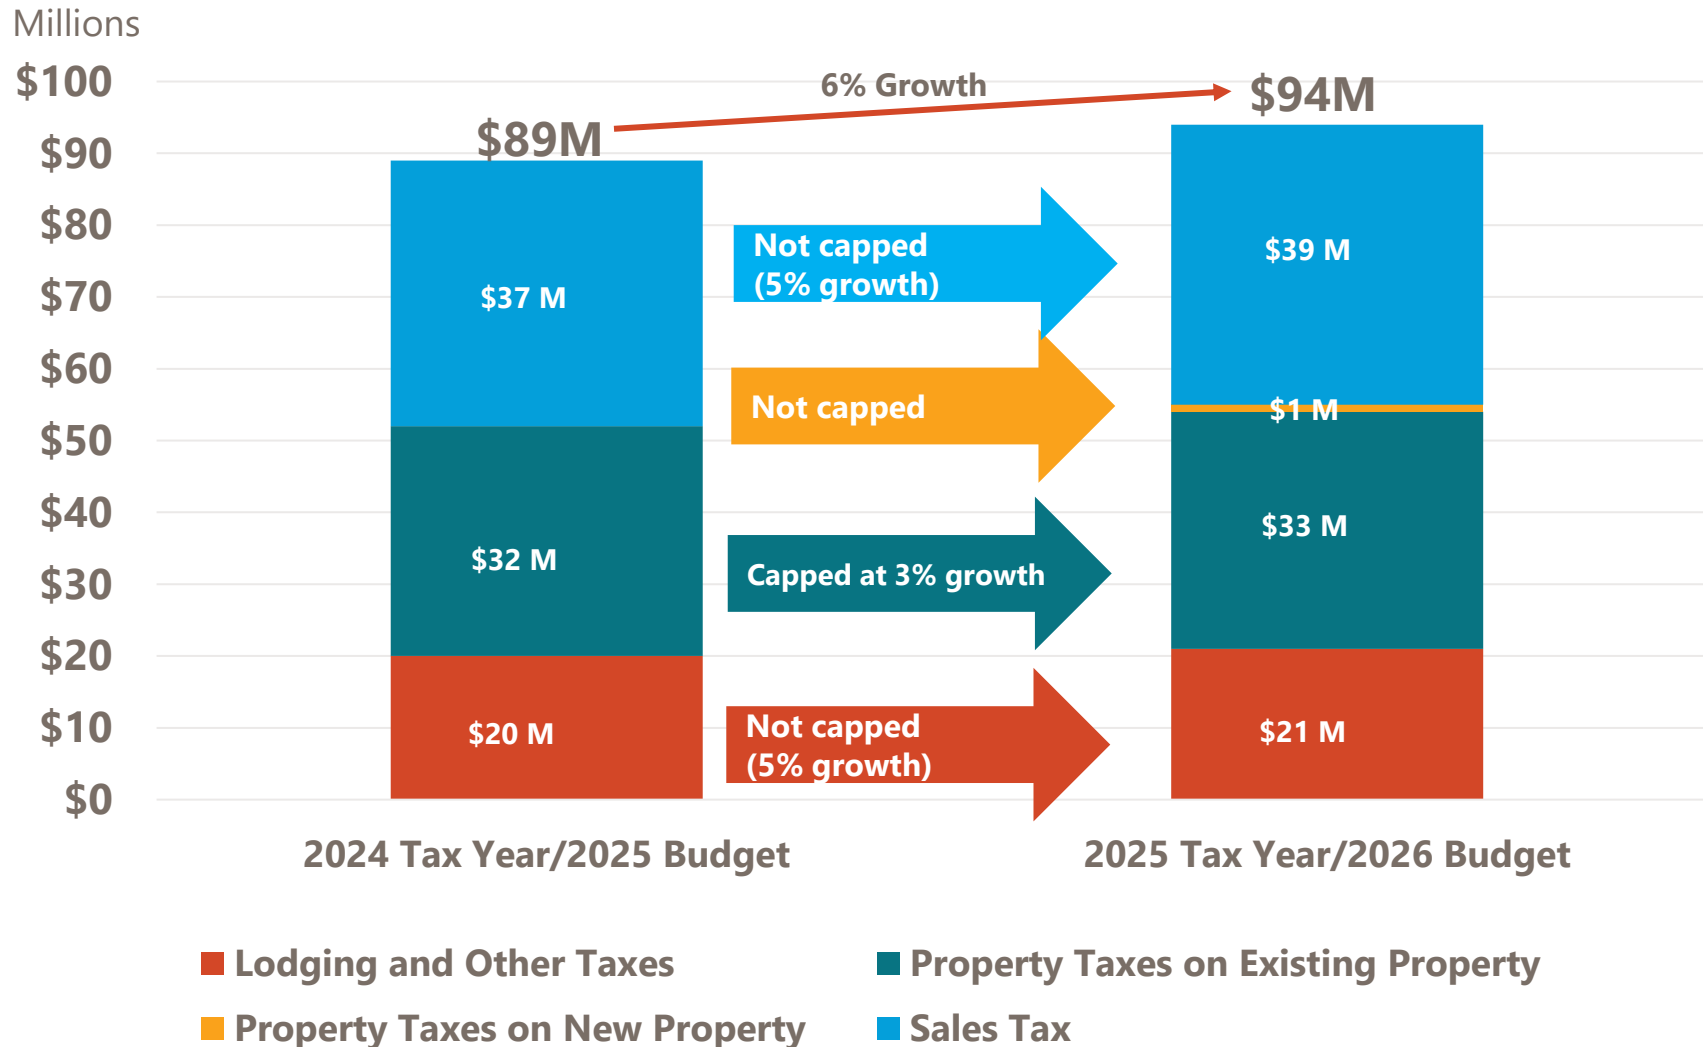 Millions
$100
$90
$80
$70
$60
$50
$40
$30
$20
$10
$0
6% Growth
$89M
$94M
$37 M
$32 M
$20 M
Not capped
(5% growth)
Not capped
Capped at 3% growth
Not capped
(5% growth)
$39 M
$1 M
$33 M
$21 M
2024 Tax Year/2025 Budget
2025 Tax Year/2026 Budget
Lodging and Other Taxes
Property Taxes on Existing Property
Property Taxes on New Property
Sales Tax